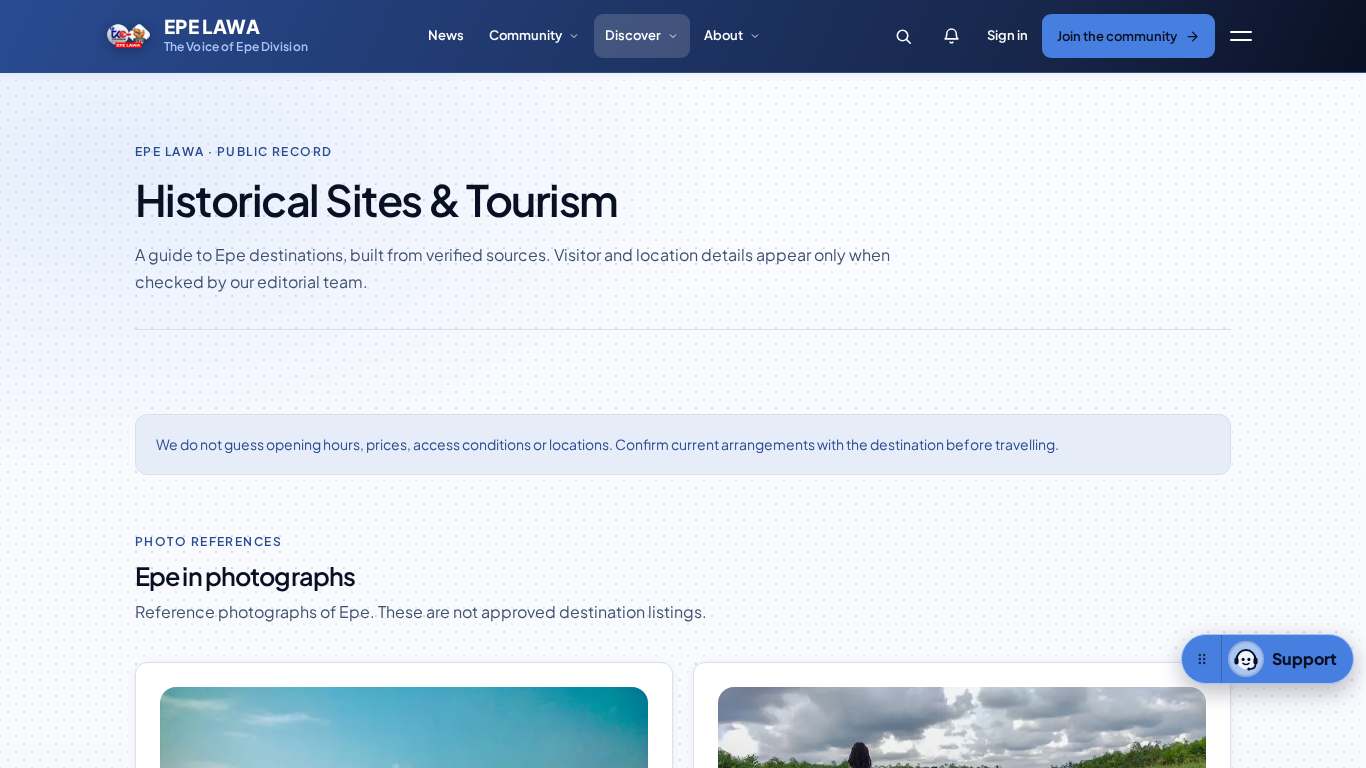 EPE LAWA
The Voice of Epe Division
News
Community
Discover
About
Sign in
Join the community
EPE LAWA · PUBLIC RECORD
Historical Sites & Tourism
A guide to Epe destinations, built from verified sources. Visitor and location details appear only when
checked by our editorial team.
We do not guess opening hours, prices, access conditions or locations. Confirm current arrangements with the destination before travelling.
PHOTO REFERENCES
Epe in photographs
Reference photographs of Epe. These are not approved destination listings.
Support